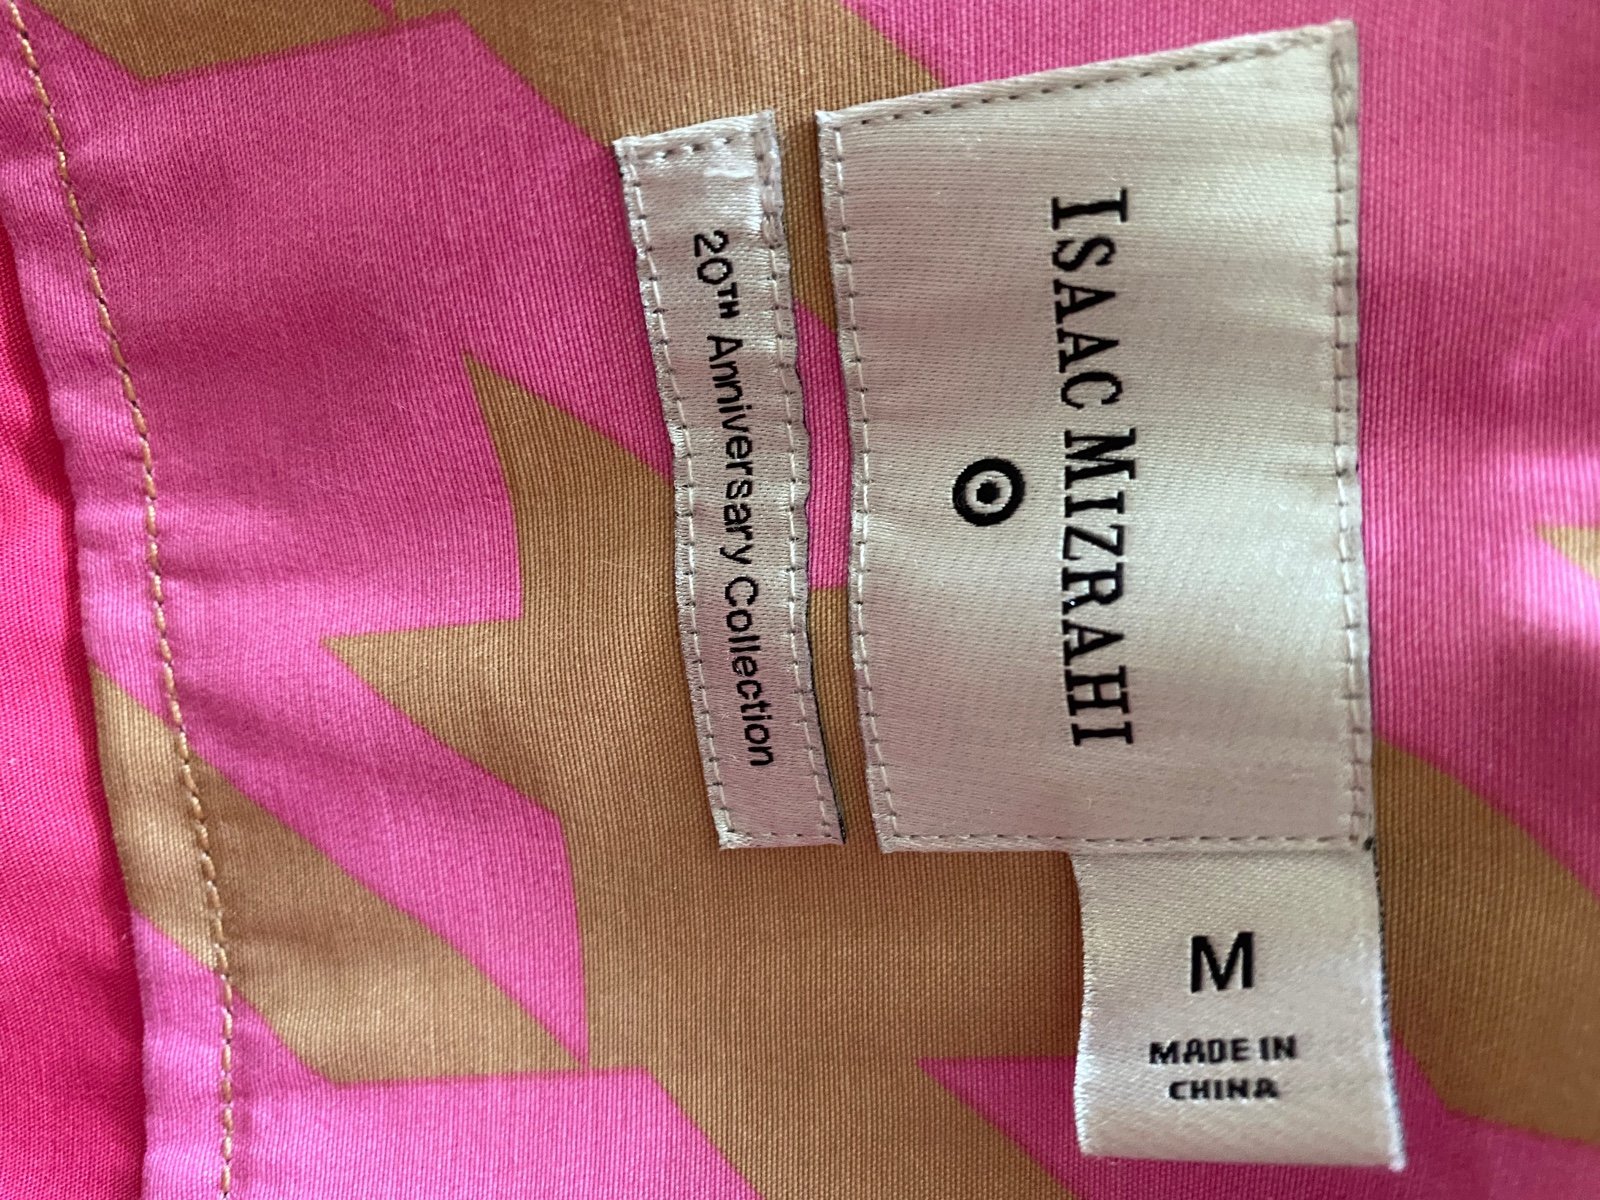 ISAAC MIZRAHI
20TH Anniversary Collection
M
MADE IN
CHINA